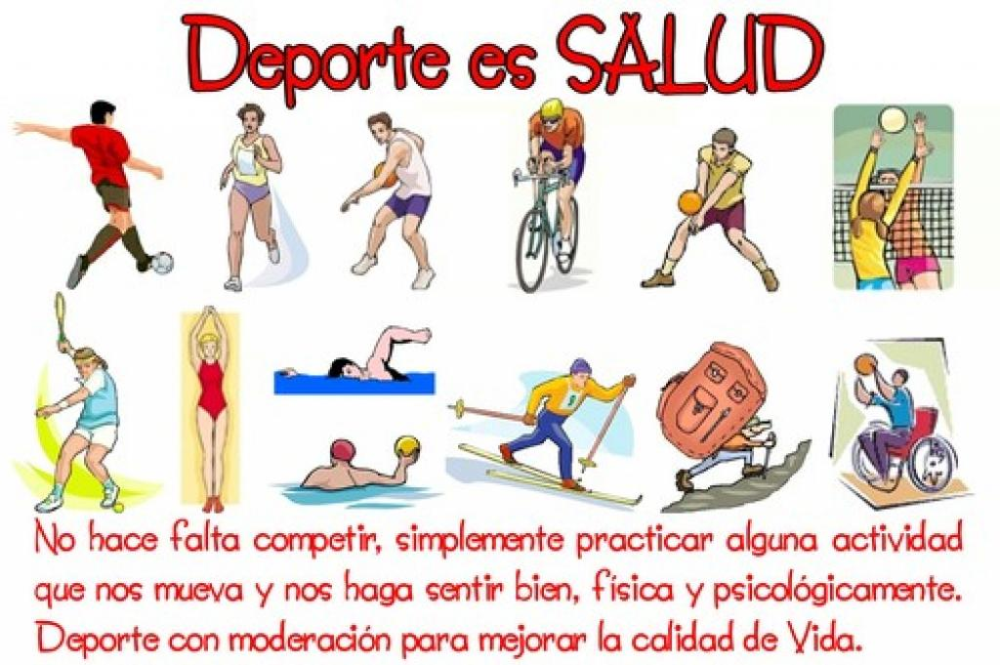 Deporte es SALUD
No hace falta competir, simplemente practicar alguna actividad
que nos mueva y nos haga sentir bien, física y psicológicamente.
Deporte con moderación para mejorar la calidad de Vida.